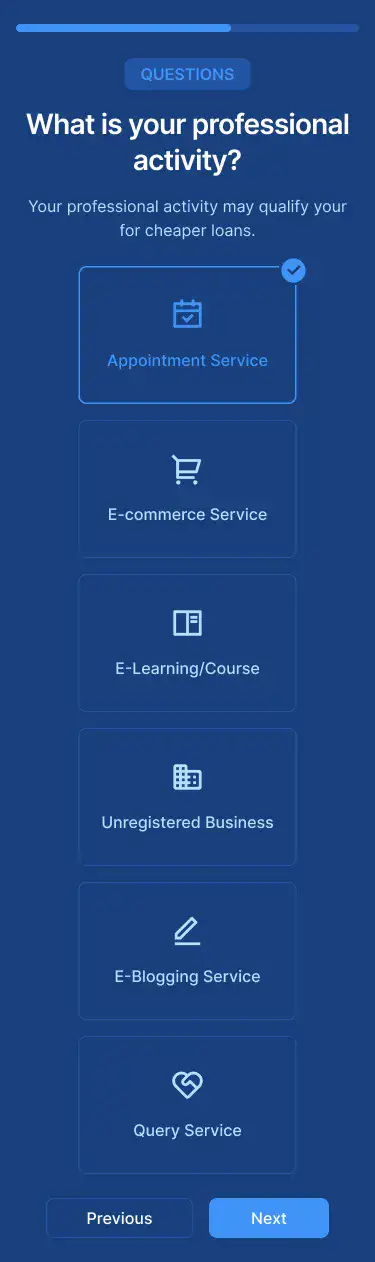 QUESTIONS
What is your professional
activity?
Your professional activity may qualify your
for cheaper loans.
Appointment Service
E-commerce Service
E-Learning/Course
Unregistered Business
E-Blogging Service
Query Service
Previous
Next